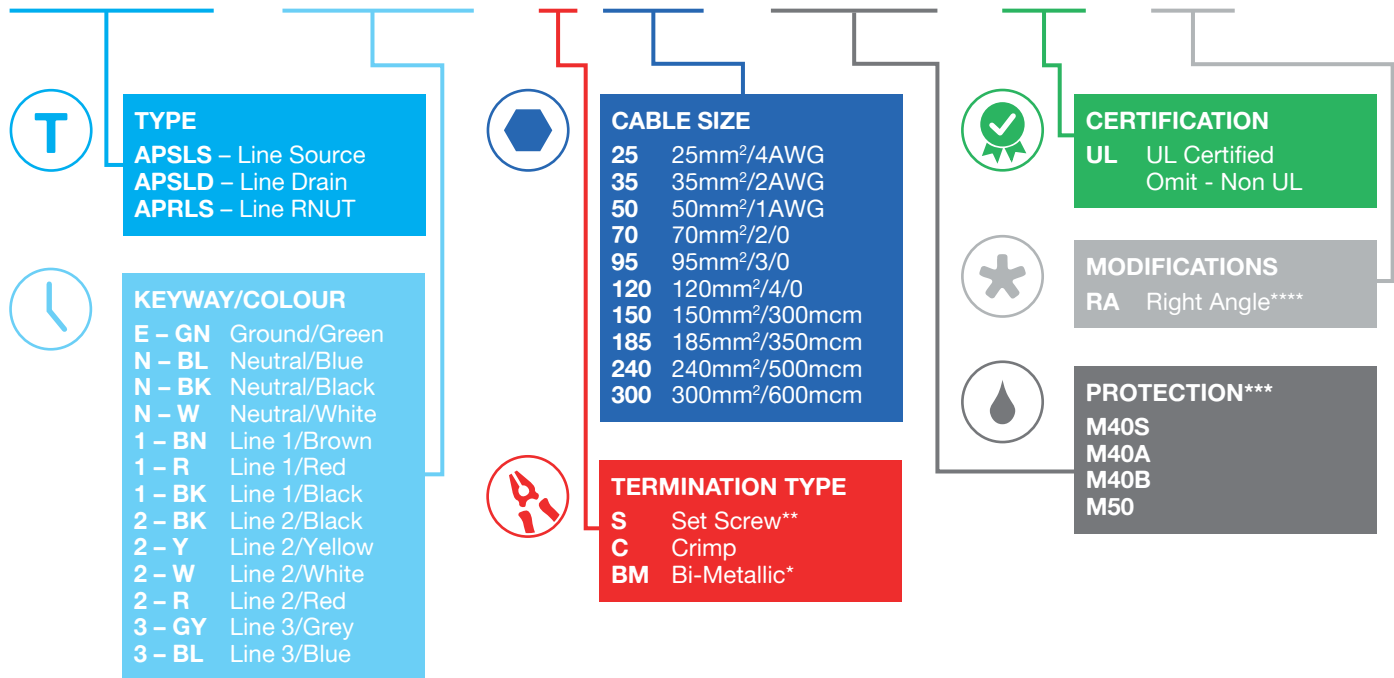 T
TYPE
APSLS – Line Source
APSLD – Line Drain
APRLS – Line RNUT
KEYWAY/COLOUR
E – GN Ground/Green
N – BL Neutral/Blue
N – BK Neutral/Black
N – W Neutral/White
1 – BN Line 1/Brown
1 – R Line 1/Red
1 – BK Line 1/Black
2 – BK Line 2/Black
2 – Y Line 2/Yellow
2 – W Line 2/White
2 – R Line 2/Red
3 – GY Line 3/Grey
3 – BL Line 3/Blue
CABLE SIZE
25 25mm²/4AWG
35 35mm²/2AWG
50 50mm²/1AWG
70 70mm²/2/0
95 95mm²/3/0
120 120mm²/4/0
150 150mm²/300mcm
185 185mm²/350mcm
240 240mm²/500mcm
300 300mm²/600mcm
TERMINATION TYPE
S Set Screw**
C Crimp
BM Bi-Metallic*
CERTIFICATION
UL UL Certified
Omit - Non UL
MODIFICATIONS
RA Right Angle****
PROTECTION***
M40S
M40A
M40B
M50